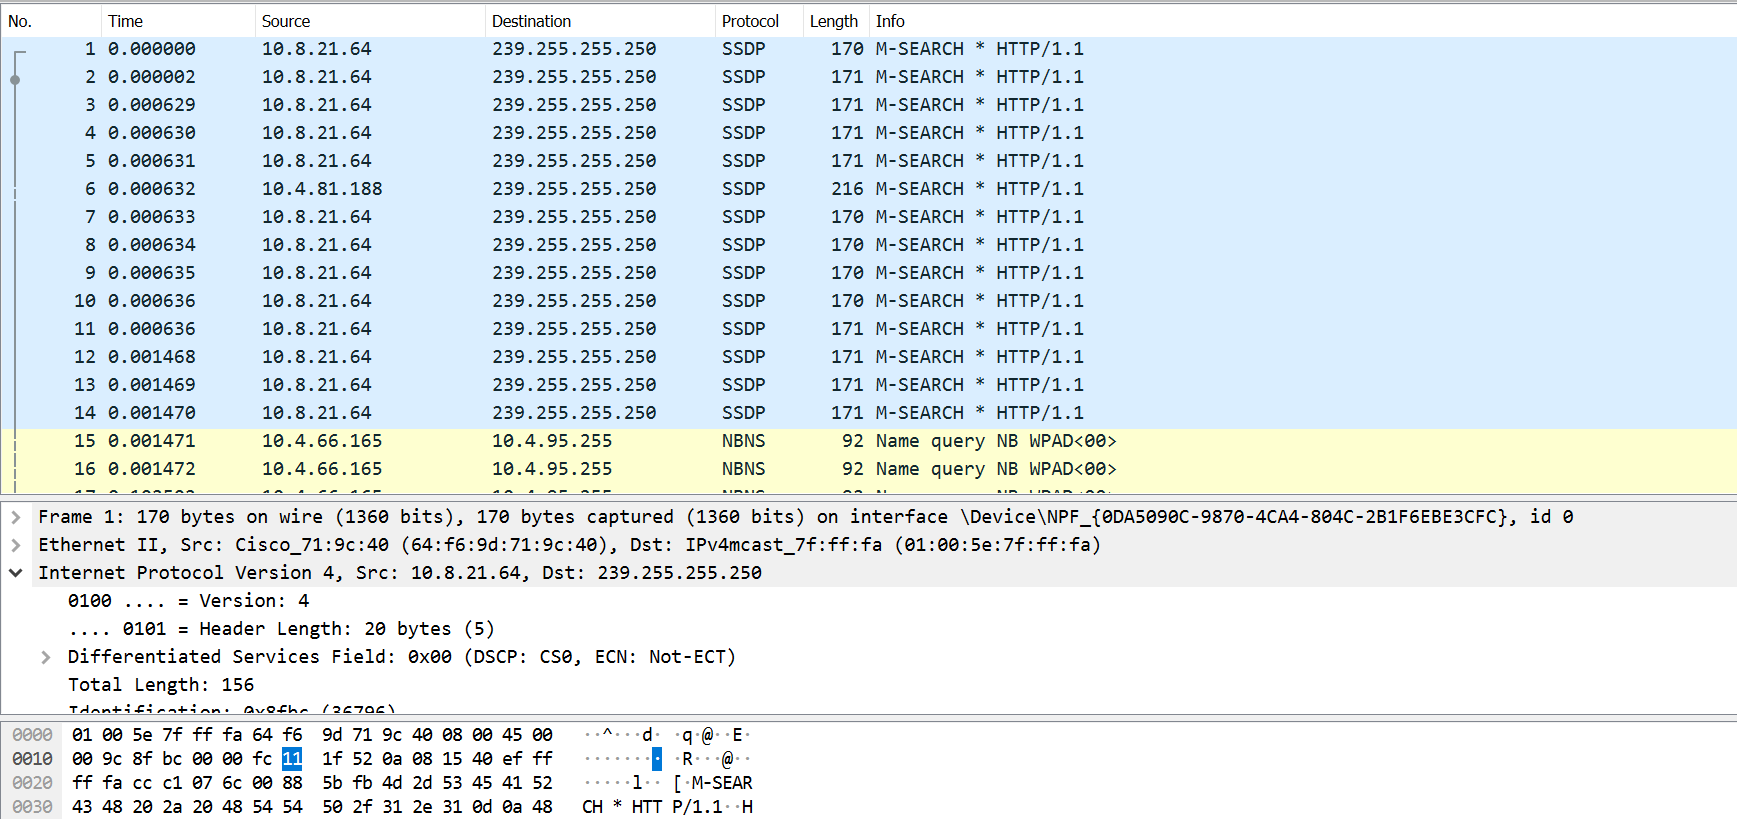 No. Time Source Destination Protocol Length Info
1 0.000000 10.8.21.64 239.255.255.250 SSDP 170 M-SEARCH * HTTP/1.1
2 0.000002 10.8.21.64 239.255.255.250 SSDP 171 M-SEARCH * HTTP/1.1
3 0.000629 10.8.21.64 239.255.255.250 SSDP 171 M-SEARCH * HTTP/1.1
4 0.000630 10.8.21.64 239.255.255.250 SSDP 171 M-SEARCH * HTTP/1.1
5 0.000631 10.8.21.64 239.255.255.250 SSDP 171 M-SEARCH * HTTP/1.1
6 0.000632 10.4.81.188 239.255.255.250 SSDP 216 M-SEARCH * HTTP/1.1
7 0.000633 10.8.21.64 239.255.255.250 SSDP 170 M-SEARCH * HTTP/1.1
8 0.000634 10.8.21.64 239.255.255.250 SSDP 170 M-SEARCH * HTTP/1.1
9 0.000635 10.8.21.64 239.255.255.250 SSDP 170 M-SEARCH * HTTP/1.1
10 0.000636 10.8.21.64 239.255.255.250 SSDP 170 M-SEARCH * HTTP/1.1
11 0.000636 10.8.21.64 239.255.255.250 SSDP 171 M-SEARCH * HTTP/1.1
12 0.001468 10.8.21.64 239.255.255.250 SSDP 171 M-SEARCH * HTTP/1.1
13 0.001469 10.8.21.64 239.255.255.250 SSDP 171 M-SEARCH * HTTP/1.1
14 0.001470 10.8.21.64 239.255.255.250 SSDP 171 M-SEARCH * HTTP/1.1
15 0.001471 10.4.66.165 10.4.95.255 NBNS 92 Name query NB WPAD<00>
16 0.001472 10.4.66.165 10.4.95.255 NBNS 92 Name query NB WPAD<00>
Frame 1: 170 bytes on wire (1360 bits), 170 bytes captured (1360 bits) on interface \Device\NPF_{0DA5090C-9870-4CA4-804C-2B1F6EBE3CFC}, id 0
Ethernet II, Src: Cisco_71:9c:40 (64:f6:9d:71:9c:40), Dst: IPv4mcast_7f:ff:fa (01:00:5e:7f:ff:fa)
Internet Protocol Version 4, Src: 10.8.21.64, Dst: 239.255.255.250
0100 .... = Version: 4
.... 0101 = Header Length: 20 bytes (5)
Differentiated Services Field: 0x00 (DSCP: CS0, ECN: Not-ECT)
Total Length: 156
Identification: 0x8fbc (36796)
0000 01 00 5e 7f ff fa 64 f6 9d 71 9c 40 08 00 45 00 ··^···d· ·q·@··E·
0010 00 9c 8f bc 00 00 fc 11 1f 52 0a 08 15 40 ef ff ········ ·R···@··
0020 ff fa cc c1 07 6c 00 88 5b fb 4d 2d 53 45 41 52 ·····l·· [·M-SEAR
0030 43 48 20 2a 20 48 54 54 50 2f 31 2e 31 0d 0a 48 CH * HTT P/1.1··H